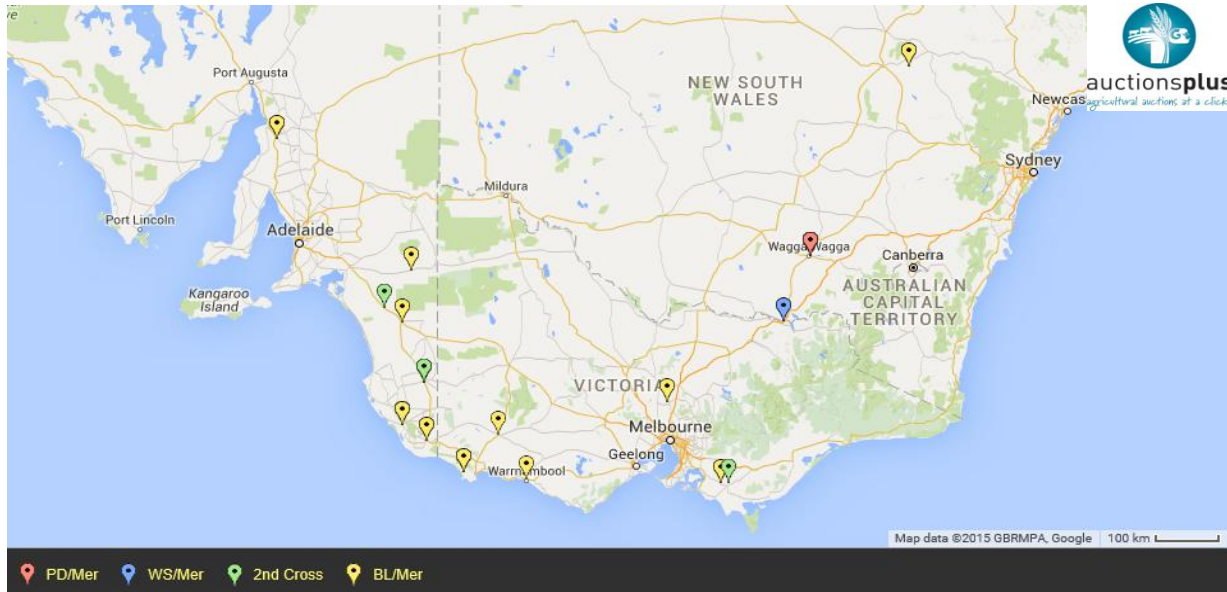 Port Augusta
NEW SOUTH
WALES
auctionsplus
agricultural auctions at a click
Newcas
Sydney
Mildura
Port Lincoln
Adelaide
Wagga Wagga
Canberra
AUSTRALIAN
CAPITAL
TERRITORY
Kangaroo
Island
VICTORIA
Melbourne
Geelong
Warrnambool
Map data ©2015 GBRMPA, Google 100 km
PD/Mer WS/Mer 2nd Cross BL/Mer